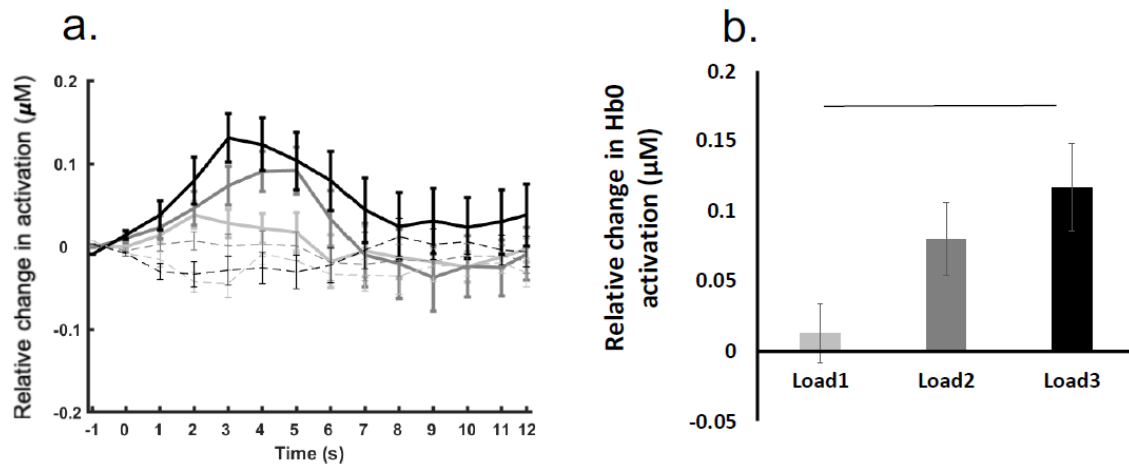 a.
Relative change in activation (µM)
0.2
0.1
0
-0.1
-0.2
-1 0 1 2 3 4 5 6 7 8 9 10 11 12
Time (s)
b.
Relative change in Hb0
activation (µM)
0.2
0.15
0.1
0.05
0
-0.05
Load1 Load2 Load3